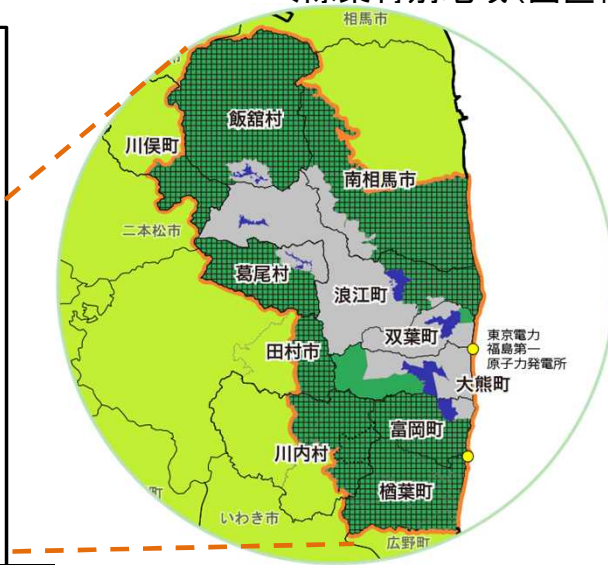 相馬市
飯舘村
川俣町
南相馬市
二本松市
葛尾村
浪江町
双葉町
東京電力
福島第一
原子力発電所
田村市
大熊町
富岡町
川内村
楢葉町
町
いわき市
広野町